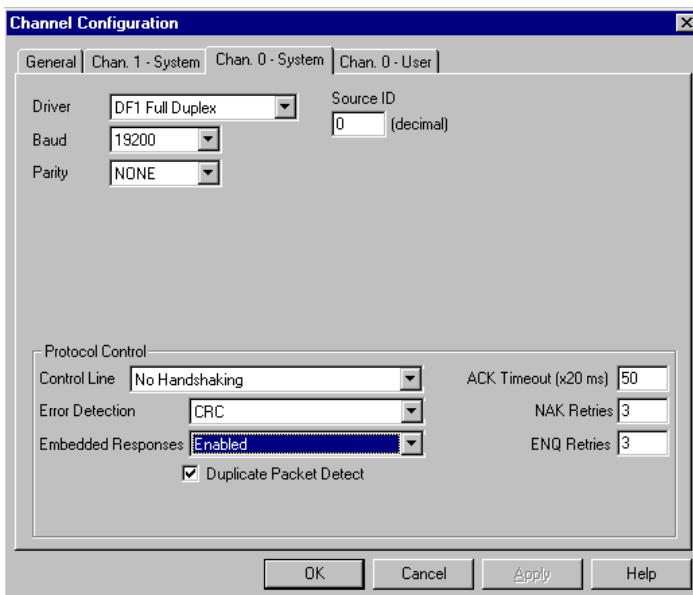 Channel Configuration
General Chan. 1 - System Chan. 0 - System Chan. 0 - User
Driver DF1 Full Duplex Source ID
0 (decimal)
Baud 19200
Parity NONE
Protocol Control
Control Line No Handshaking ACK Timeout (x20 ms) 50
Error Detection CRC NAK Retries 3
Embedded Responses Enabled ENQ Retries 3
Duplicate Packet Detect
OK Cancel Apply Help